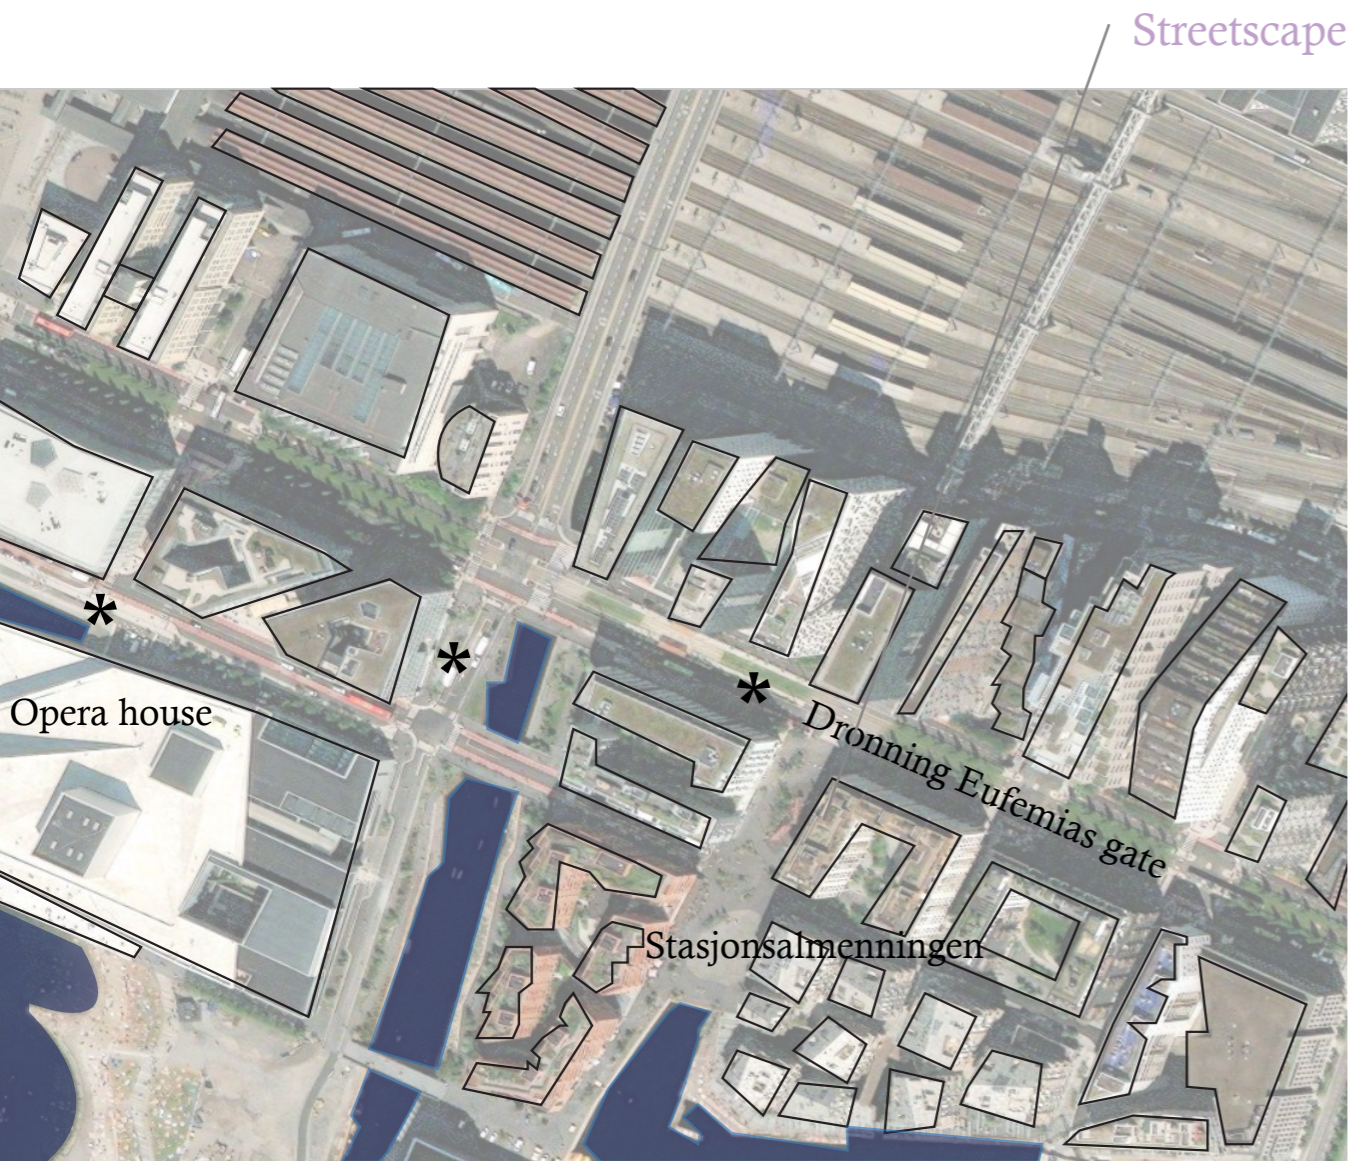 Streetscape
*
*
*
Opera house
Dronning Eufemias gate
Stasjonsalmenningen